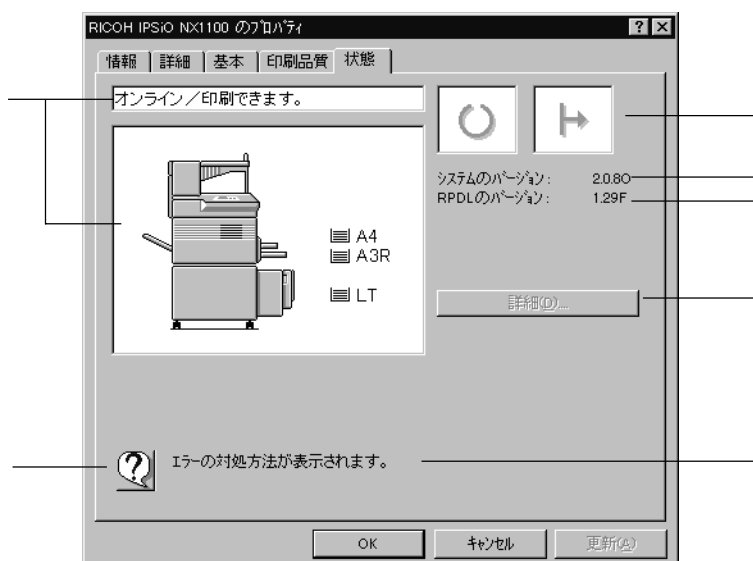 RICOH IPSiO NX1100 のﾌﾟﾛﾊﾟﾃｨ
情報 詳細 基本 印刷品質 状態
オンライン／印刷できます。
A4
A3R
LT
ｼｽﾃﾑのﾊﾞｰｼﾞｮﾝ： 2.0.8O
RPDLのﾊﾞｰｼﾞｮﾝ： 1.29F
詳細(D)...
ｴﾗｰの対処方法が表示されます。
OK ｷｬﾝｾﾙ 更新(A)